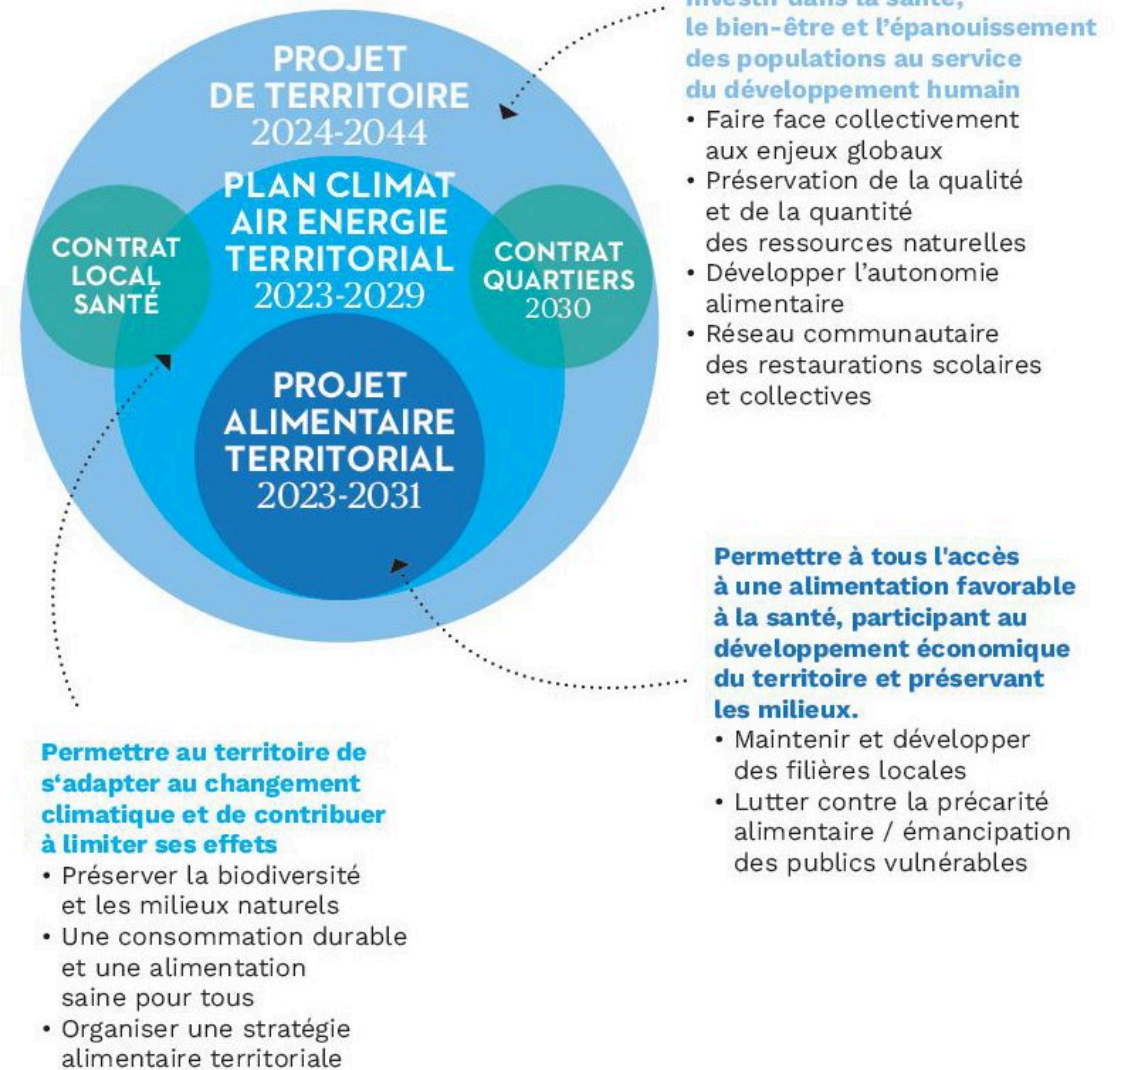 PROJET
DE TERRITOIRE
2024-2044
PLAN CLIMAT
AIR ENERGIE
TERRITORIAL
2023-2029
CONTRAT
LOCAL
SANTÉ
CONTRAT
QUARTIERS
2030
PROJET
ALIMENTAIRE
TERRITORIAL
2023-2031
Investir dans la santé,
le bien-être et l’épanouissement
des populations au service
du développement humain
• Faire face collectivement
aux enjeux globaux
• Préservation de la qualité
et de la quantité
des ressources naturelles
• Développer l’autonomie
alimentaire
• Réseau communautaire
des restaurations scolaires
et collectives
Permettre à tous l'accès
à une alimentation favorable
à la santé, participant au
développement économique
du territoire et préservant
les milieux.
• Maintenir et développer
des filières locales
• Lutter contre la précarité
alimentaire / émancipation
des publics vulnérables
Permettre au territoire de
s‘adapter au changement
climatique et de contribuer
à limiter ses effets
• Préserver la biodiversité
et les milieux naturels
• Une consommation durable
et une alimentation
saine pour tous
• Organiser une stratégie
alimentaire territoriale